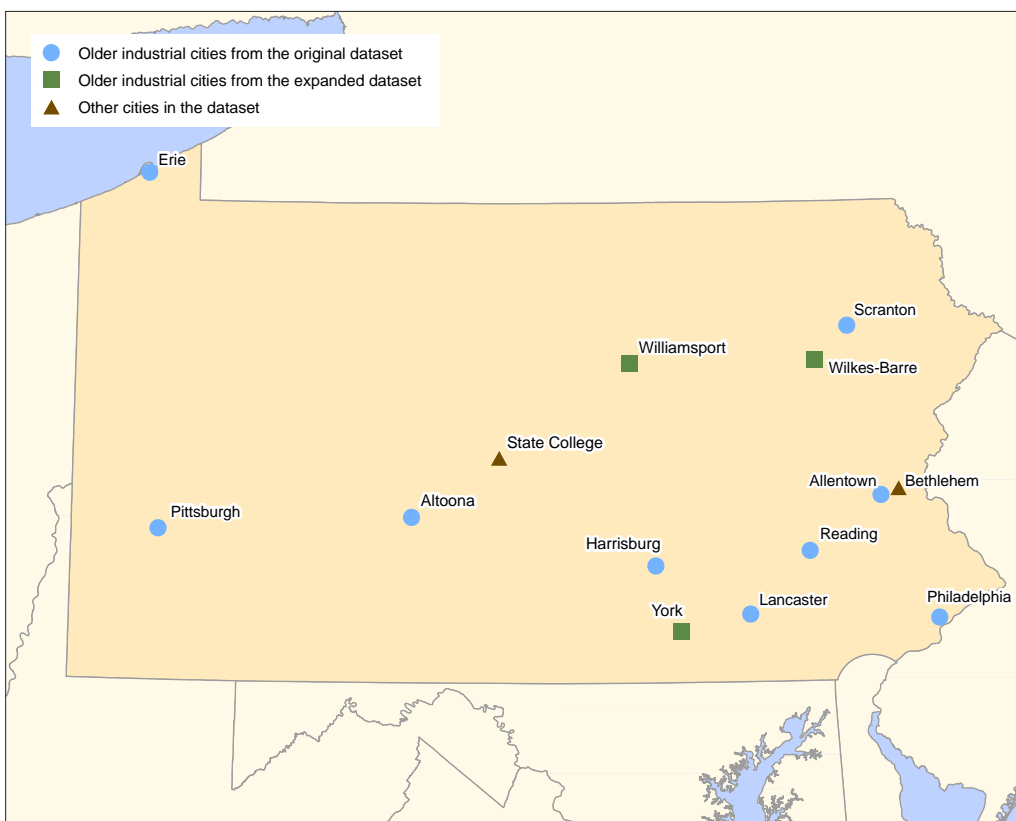 Older industrial cities from the original dataset
Older industrial cities from the expanded dataset
Other cities in the dataset
Erie
Scranton
Williamsport
Wilkes-Barre
State College
Allentown
Bethlehem
Altoona
Pittsburgh
Reading
Harrisburg
Philadelphia
Lancaster
York